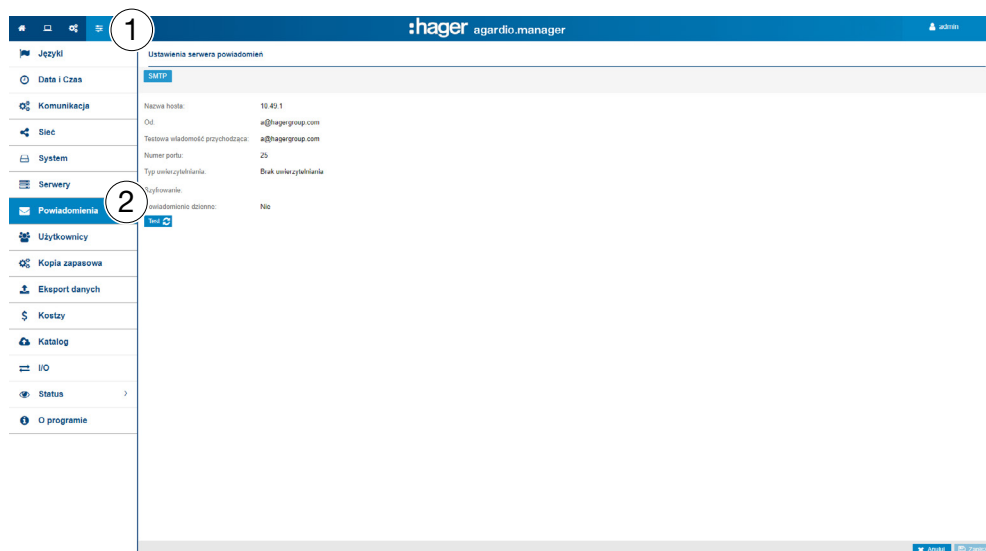 1
:hager agardio.manager
admin
Języki
Ustawienia serwera powiadomień
Data i Czas
SMTP
Komunikacja
Nazwa hosta: 10.49.1
Od: a@hagergroup.com
Sieć
Testowa wiadomość przychodząca: a@hagergroup.com
System
Numer portu: 25
Typ uwierzytelniania: Brak uwierzytelniania
Serwery
Szyfrowanie:
2
Powiadomienia
Powiadomienie dzienne: Nie
Test
Użytkownicy
Kopia zapasowa
Eksport danych
$ Kostzy
Katalog
I/O
Status
O programie
Anuluj